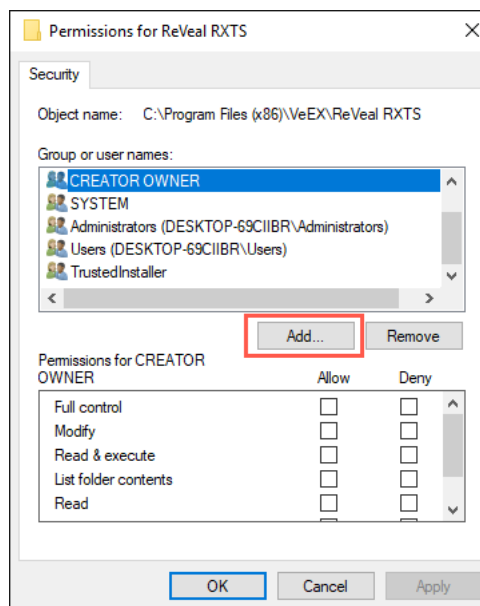 Permissions for ReVeal RXTS
Security
Object name: C:\Program Files (x86)\VeEX\ReVeal RXTS
Group or user names:
CREATOR OWNER
SYSTEM
Administrators (DESKTOP-69CIIBR\Administrators)
Users (DESKTOP-69CIIBR\Users)
TrustedInstaller
Add... Remove
Permissions for CREATOR
OWNER Allow Deny
Full control
Modify
Read & execute
List folder contents
Read
OK Cancel Apply